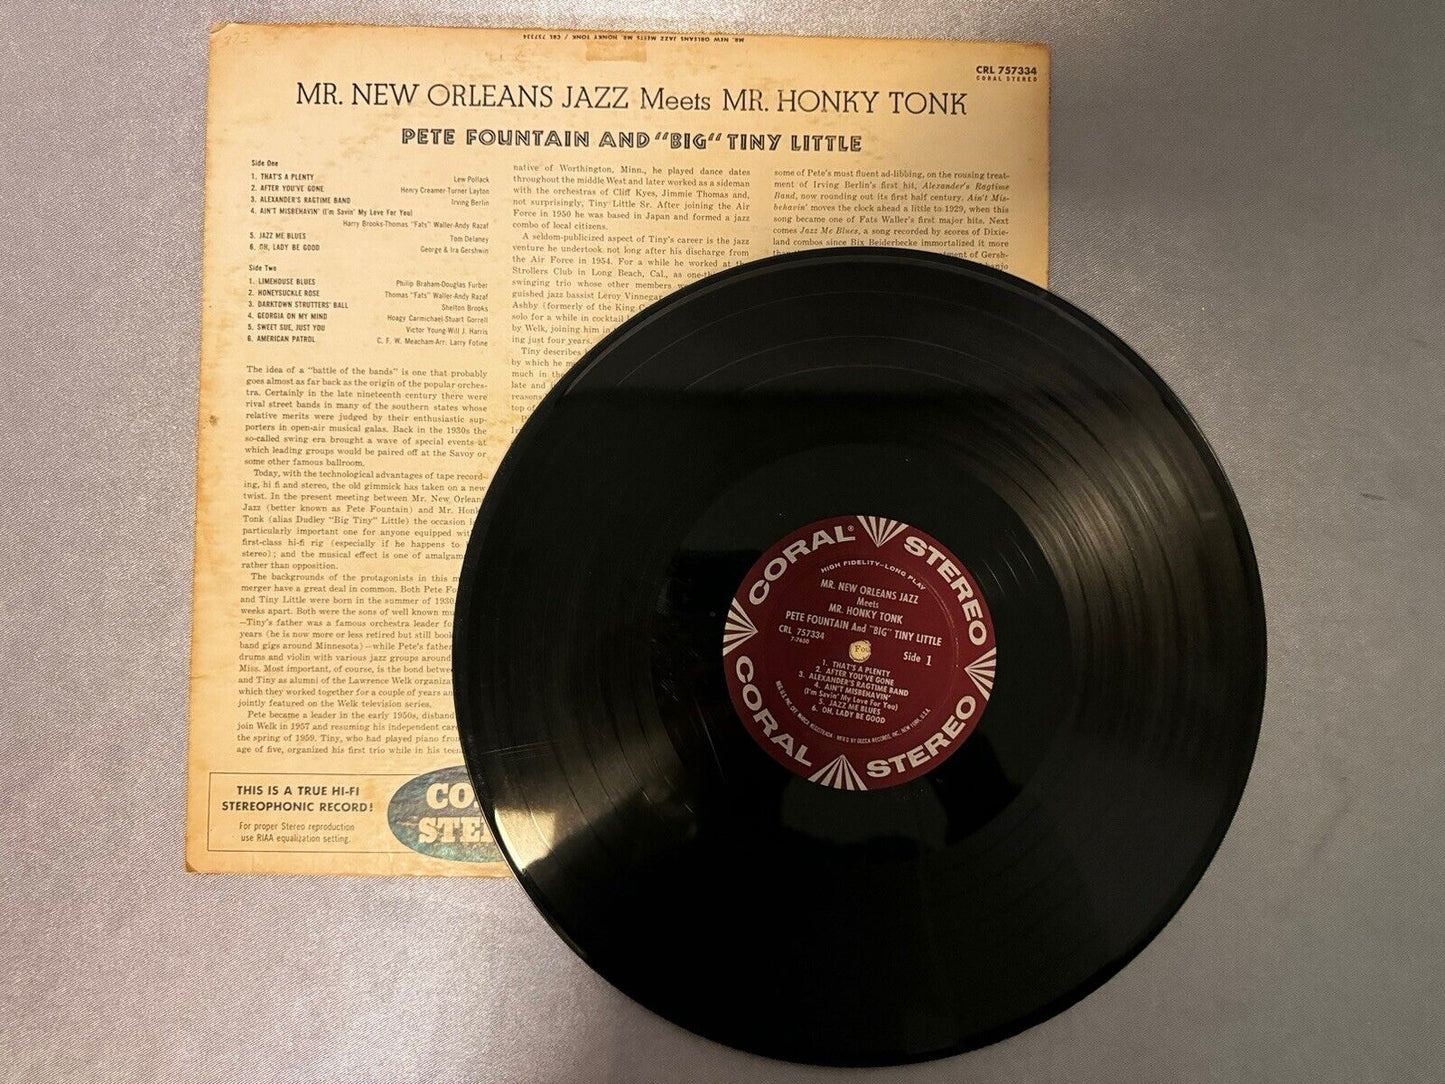 MR. NEW ORLEANS JAZZ MEETS MR. HONKY TONK / CRL 757334
CRL 757334
CORAL STEREO
MR. NEW ORLEANS JAZZ Meets MR. HONKY TONK
PETE FOUNTAIN AND "BIG" TINY LITTLE
Side One
1. THAT'S A PLENTY Lew Pollack
2. AFTER YOU'VE GONE Henry Creamer-Turner Layton
3. ALEXANDER'S RAGTIME BAND Irving Berlin
4. AIN'T MISBEHAVIN' (I'm Savin' My Love For You)
Harry Brooks-Thomas "Fats" Waller-Andy Razaf
5. JAZZ ME BLUES Tom Delaney
6. OH, LADY BE GOOD George & Ira Gershwin
Side Two
1. LIMEHOUSE BLUES Philip Braham-Douglas Furber
2. HONEYSUCKLE ROSE Thomas "Fats" Waller-Andy Razaf
3. DARKTOWN STRUTTERS' BALL Shelton Brooks
4. GEORGIA ON MY MIND Hoagy Carmichael-Stuart Gorrell
5. SWEET SUE, JUST YOU Victor Young-Will J. Harris
6. AMERICAN PATROL C. F. W. Meacham-Arr: Larry Fotine
The idea of a "battle of the bands" is one that probably
goes almost as far back as the origin of the popular orches-
tra. Certainly in the late nineteenth century there were
rival street bands in many of the southern states whose
relative merits were judged by their enthusiastic sup-
porters in open-air musical galas. Back in the 1930s the
so-called swing era brought a wave of special events at
which leading groups would be paired off at the Savoy or
some other famous ballroom.
Today, with the technological advantages of tape record-
ing, hi fi and stereo, the old gimmick has taken on a new
twist. In the present meeting between Mr. New Orlean
Jazz (better known as Pete Fountain) and Mr. Honk
Tonk (alias Dudley "Big Tiny" Little) the occasion i
particularly important one for anyone equipped wit
first-class hi-fi rig (especially if he happens to
stereo); and the musical effect is one of amalgam
rather than opposition.
The backgrounds of the protagonists in this m
merger have a great deal in common. Both Pete Fo
and Tiny Little were born in the summer of 1930
weeks apart. Both were the sons of well known mu
—Tiny's father was a famous orchestra leader fo
years (he is now more or less retired but still book
band gigs around Minnesota)—while Pete's father
drums and violin with various jazz groups around
Miss. Most important, of course, is the bond betwe
and Tiny as alumni of the Lawrence Welk organiza
which they worked together for a couple of years an
jointly featured on the Welk television series.
Pete became a leader in the early 1950s, disband
join Welk in 1957 and resuming his independent care
the spring of 1959. Tiny, who had played piano from
age of five, organized his first trio while in his teen
native of Worthington, Minn., he played dance dates
throughout the middle West and later worked as a sideman
with the orchestras of Cliff Kyes, Jimmie Thomas and,
not surprisingly, Tiny Little Sr. After joining the Air
Force in 1950 he was based in Japan and formed a jazz
combo of local citizens.
A seldom-publicized aspect of Tiny's career is the jazz
venture he undertook not long after his discharge from
the Air Force in 1954. For a while he worked at the
Strollers Club in Long Beach, Cal., as one-th
swinging trio whose other members w
guished jazz bassist Leroy Vinnegar
Ashby (formerly of the King C
solo for a while in cocktail
by Welk, joining him in
ing just four years.
Tiny describes
by which he m
much in the
late and i
reasons
top of
some of Pete's most fluent ad-libbing, on the rousing treat-
ment of Irving Berlin's first hit, Alexander's Ragtime
Band, now rounding out its first half century. Ain't Mis-
behavin' moves the clock ahead a little to 1929, when this
song became one of Fats Waller's first major hits. Next
comes Jazz Me Blues, a song recorded by scores of Dixie-
land combos since Bix Beiderbecke immortalized it more
tment of Gersh-
banjo
THIS IS A TRUE HI-FI
STEREOPHONIC RECORD!
For proper Stereo reproduction
use RIAA equalization setting.
CO
STE
CORAL® STEREO
HIGH FIDELITY—LONG PLAY
MR. NEW ORLEANS JAZZ
Meets
MR. HONKY TONK
PETE FOUNTAIN And "BIG" TINY LITTLE
CRL 757334
7-7650
Side 1
Fou
1. THAT'S A PLENTY
2. AFTER YOU'VE GONE
3. ALEXANDER'S RAGTIME BAND
4. AIN'T MISBEHAVIN'
(I'm Savin' My Love For You)
5. JAZZ ME BLUES
6. OH, LADY BE GOOD
CORAL STEREO
MFD BY DECCA RECORDS, INC., NEW YORK, U.S.A.